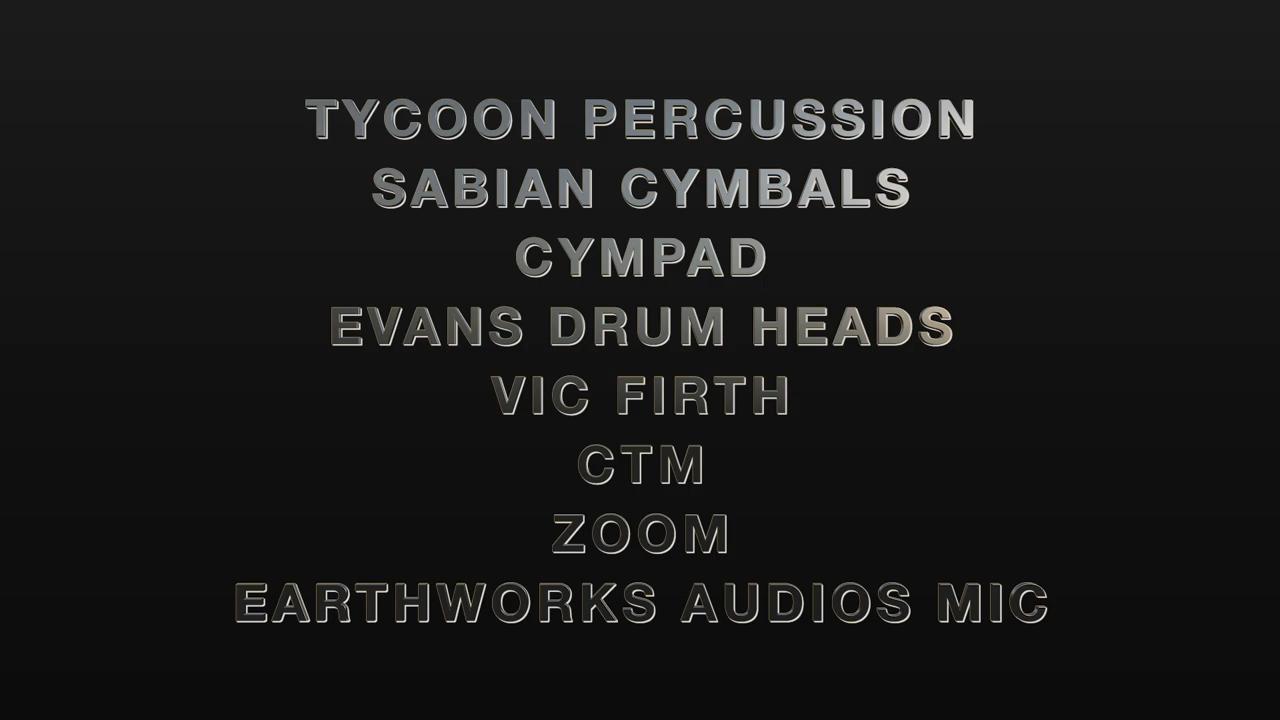 TYCOON PERCUSSION
SABIAN CYMBALS
CYMPAD
EVANS DRUM HEADS
VIC FIRTH
CTM
ZOOM
EARTHWORKS AUDIOS MIC